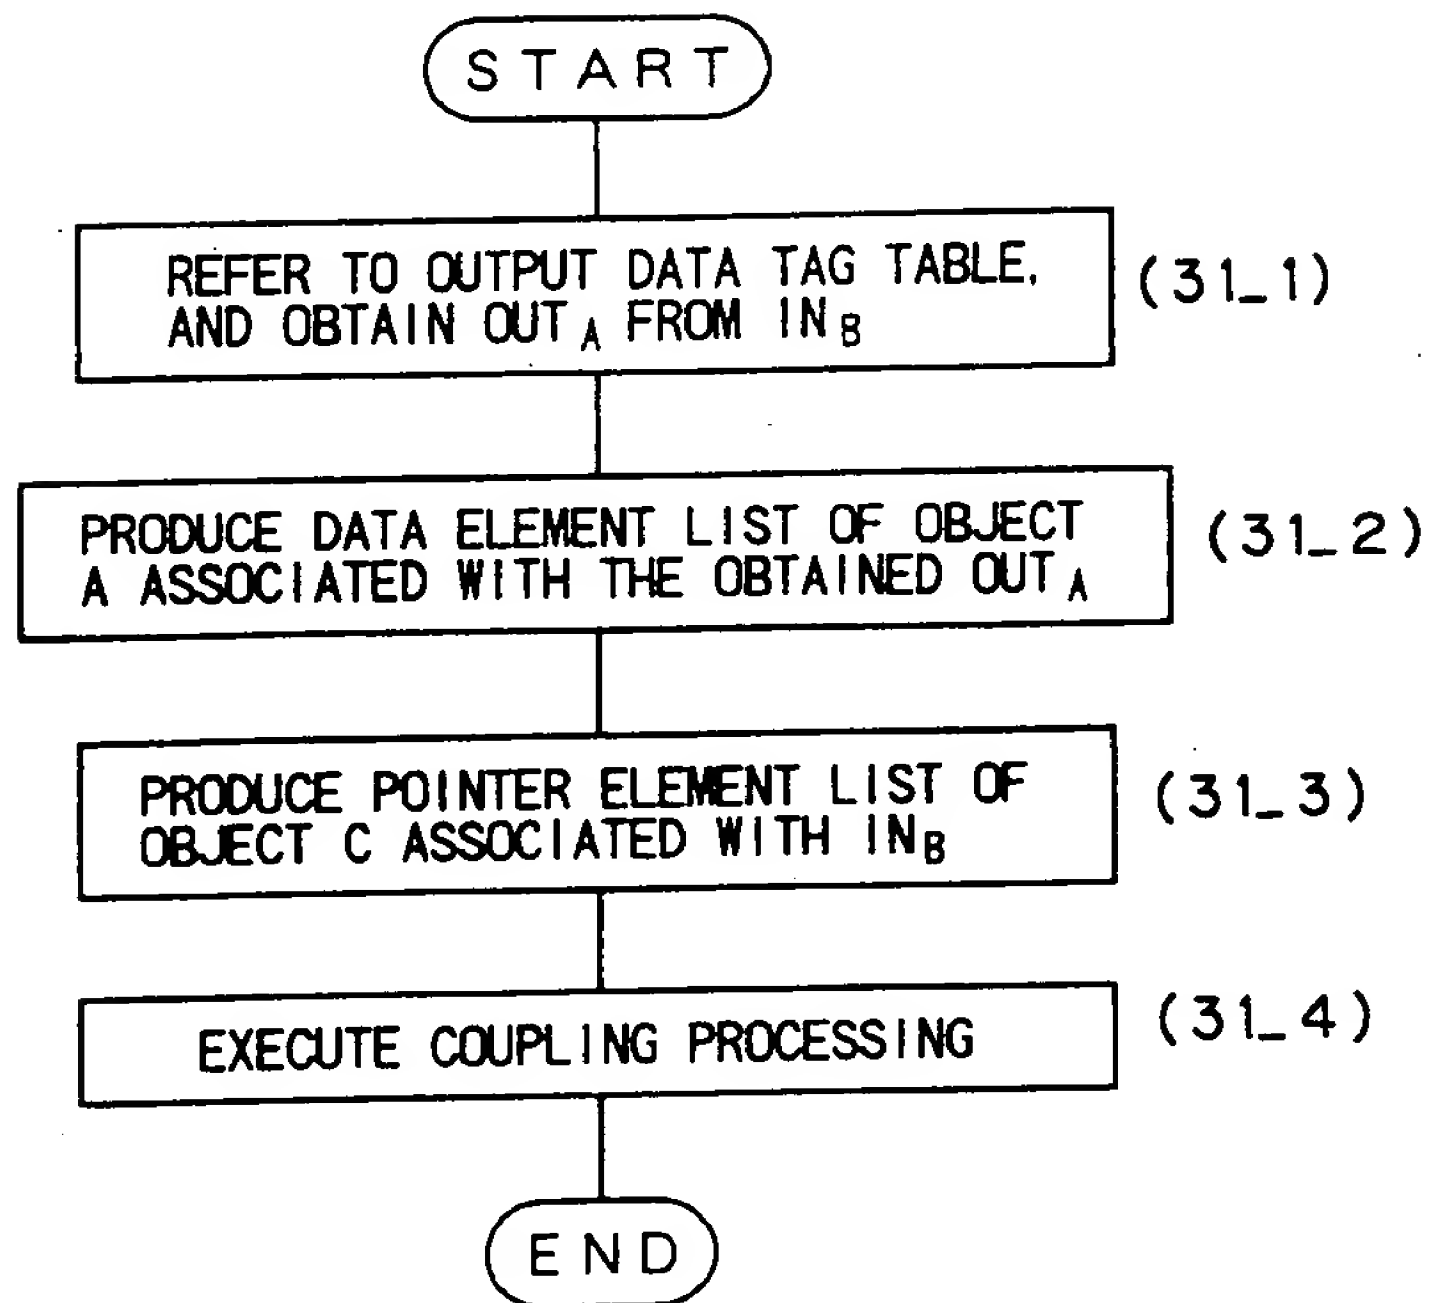 START
REFER TO OUTPUT DATA TAG TABLE,
AND OBTAIN OUT A FROM IN B
(31_1)
PRODUCE DATA ELEMENT LIST OF OBJECT
A ASSOCIATED WITH THE OBTAINED OUT A
(31_2)
PRODUCE POINTER ELEMENT LIST OF
OBJECT C ASSOCIATED WITH IN B
(31_3)
EXECUTE COUPLING PROCESSING
(31_4)
END